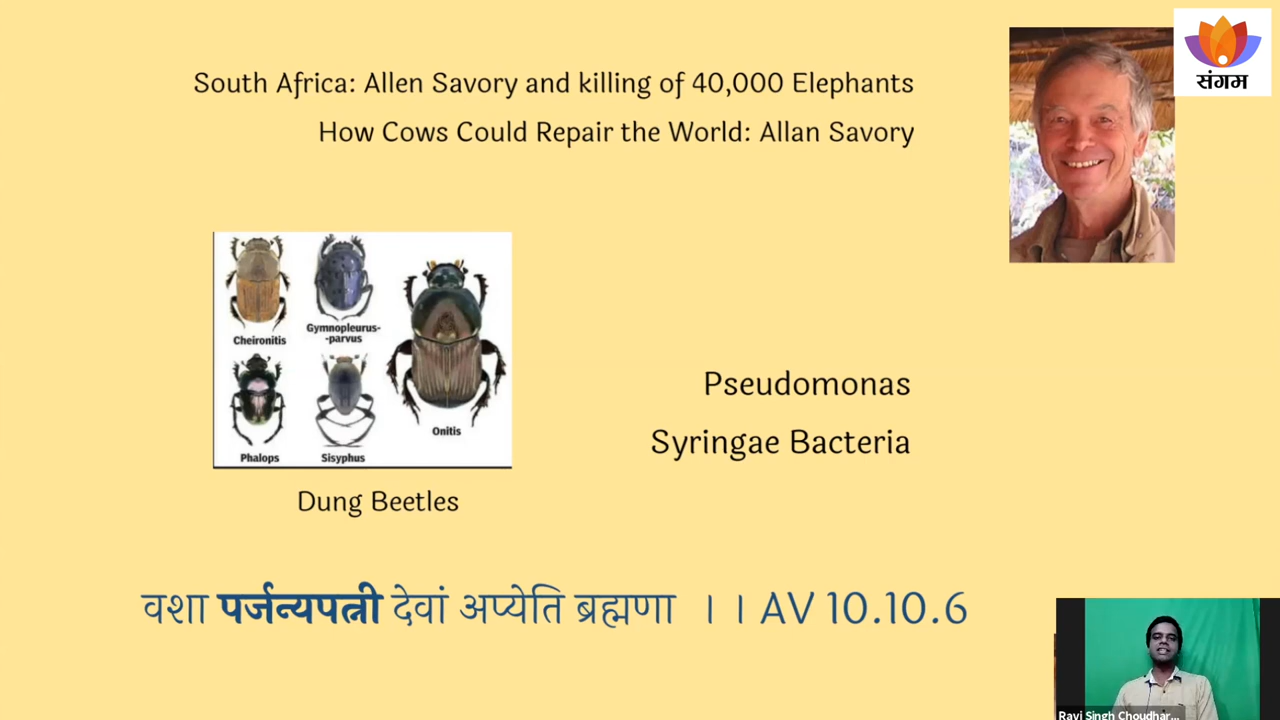 संगम
South Africa: Allen Savory and killing of 40,000 Elephants
How Cows Could Repair the World: Allan Savory
Cheironitis
Gymnopleurus-
-parvus
Onitis
Phalops
Sisyphus
Dung Beetles
Pseudomonas
Syringae Bacteria
वशा पर्जन्यपत्नी देवां अप्येति ब्रह्मणा । । AV 10.10.6
Ravi Singh Choudhar...